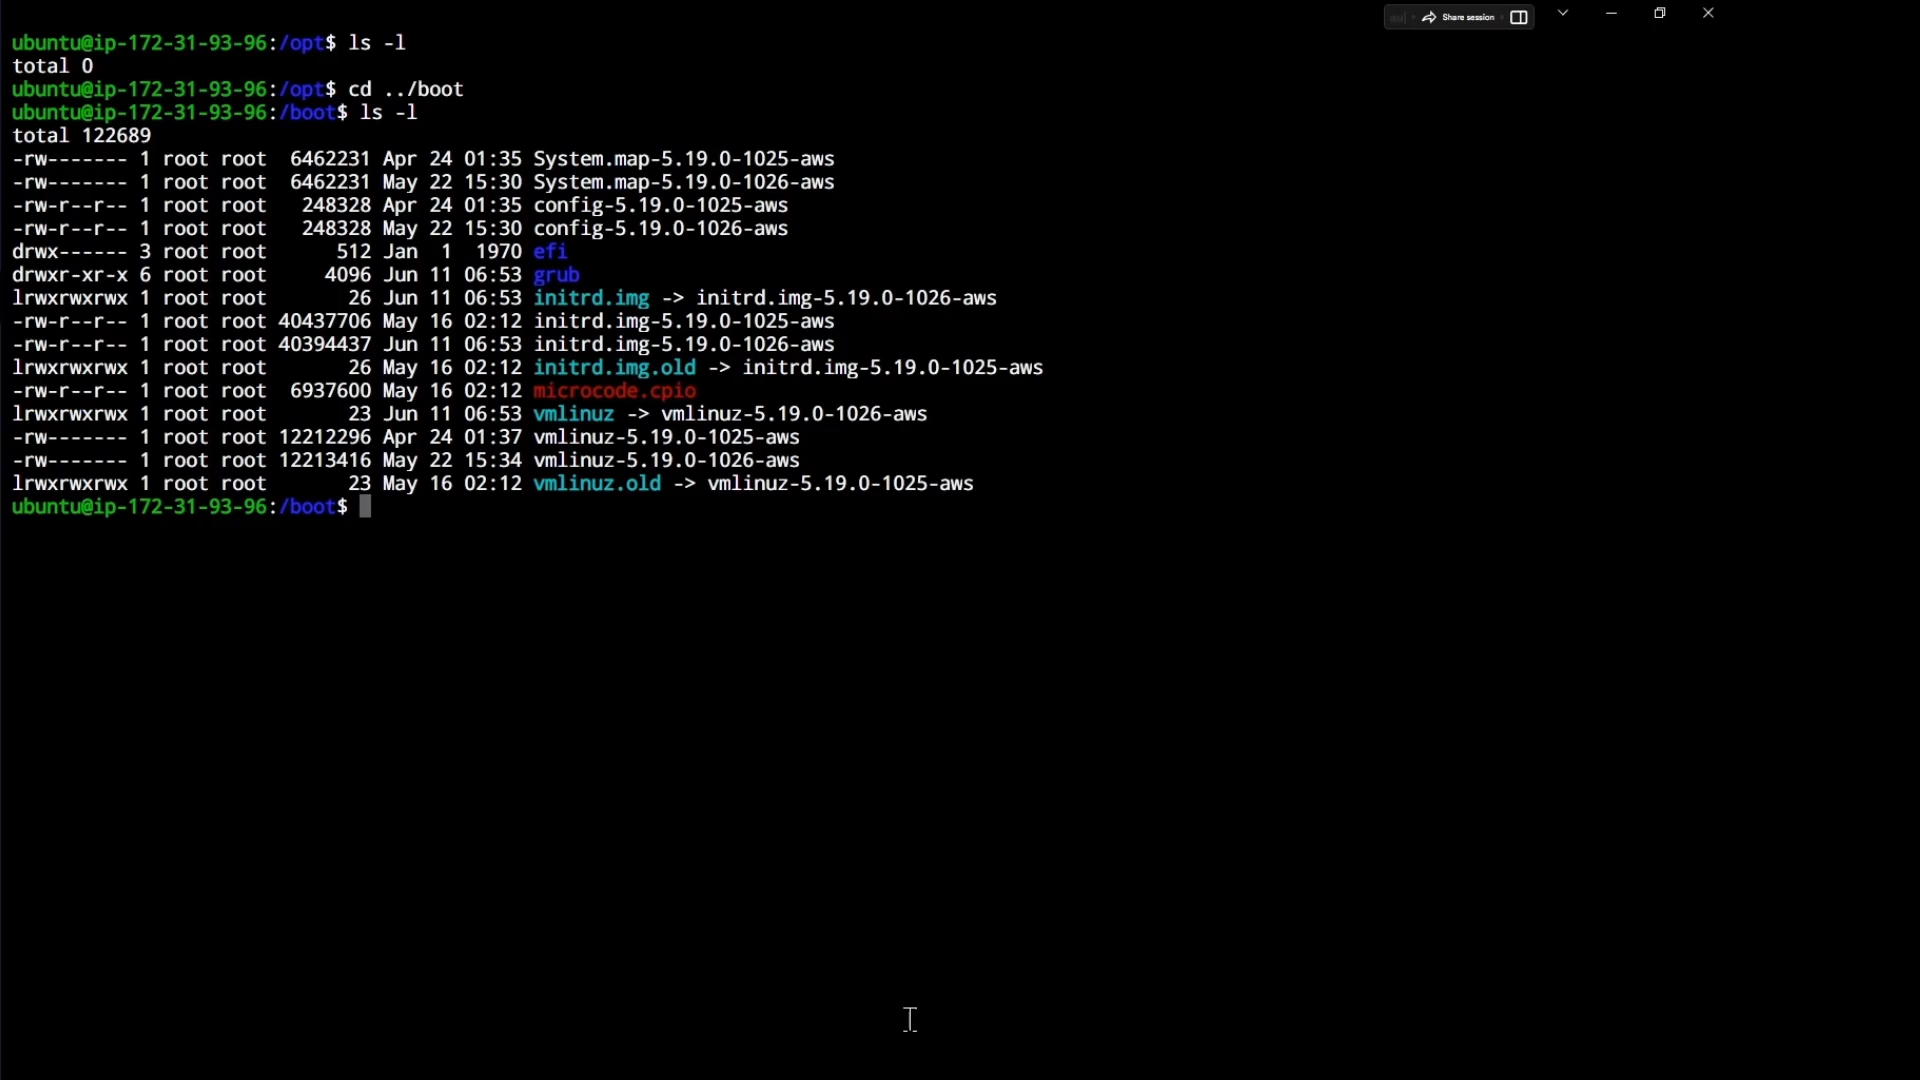 Share session
ubuntu@ip-172-31-93-96:/opt$ ls -l
total 0
ubuntu@ip-172-31-93-96:/opt$ cd ../boot
ubuntu@ip-172-31-93-96:/boot$ ls -l
total 122689
-rw------- 1 root root  6462231 Apr 24 01:35 System.map-5.19.0-1025-aws
-rw------- 1 root root  6462231 May 22 15:30 System.map-5.19.0-1026-aws
-rw-r--r-- 1 root root   248328 Apr 24 01:35 config-5.19.0-1025-aws
-rw-r--r-- 1 root root   248328 May 22 15:30 config-5.19.0-1026-aws
drwx------ 3 root root      512 Jan  1  1970 efi
drwxr-xr-x 6 root root     4096 Jun 11 06:53 grub
lrwxrwxrwx 1 root root       26 Jun 11 06:53 initrd.img -> initrd.img-5.19.0-1026-aws
-rw-r--r-- 1 root root 40437706 May 16 02:12 initrd.img-5.19.0-1025-aws
-rw-r--r-- 1 root root 40394437 Jun 11 06:53 initrd.img-5.19.0-1026-aws
lrwxrwxrwx 1 root root       26 May 16 02:12 initrd.img.old -> initrd.img-5.19.0-1025-aws
-rw-r--r-- 1 root root  6937600 May 16 02:12 microcode.cpio
lrwxrwxrwx 1 root root       23 Jun 11 06:53 vmlinuz -> vmlinuz-5.19.0-1026-aws
-rw------- 1 root root 12212296 Apr 24 01:37 vmlinuz-5.19.0-1025-aws
-rw------- 1 root root 12213416 May 22 15:34 vmlinuz-5.19.0-1026-aws
lrwxrwxrwx 1 root root       23 May 16 02:12 vmlinuz.old -> vmlinuz-5.19.0-1025-aws
ubuntu@ip-172-31-93-96:/boot$